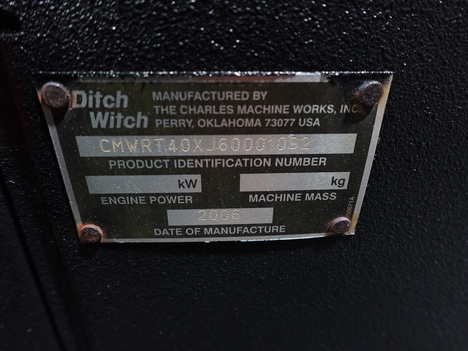 Ditch Witch
MANUFACTURED BY
THE CHARLES MACHINE WORKS, INC.
PERRY, OKLAHOMA 73077 USA
CMWRT40XJ60001092
PRODUCT IDENTIFICATION NUMBER
kW
kg
ENGINE POWER
MACHINE MASS
2006
DATE OF MANUFACTURE